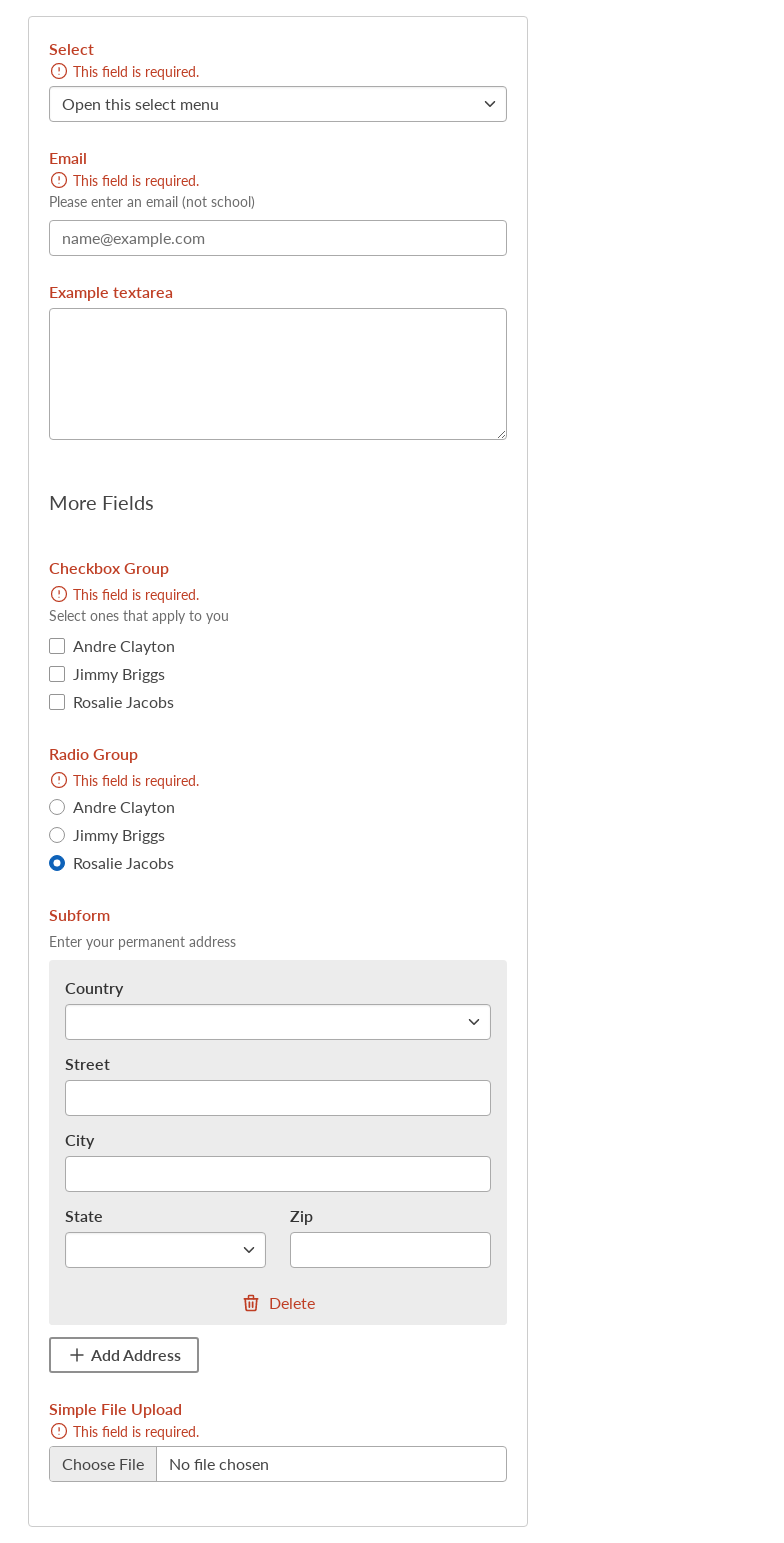 Select
This field is required.
Open this select menu
Email
This field is required.
Please enter an email (not school)
name@example.com
Example textarea
More Fields
Checkbox Group
This field is required.
Select ones that apply to you
Andre Clayton
Jimmy Briggs
Rosalie Jacobs
Radio Group
This field is required.
Andre Clayton
Jimmy Briggs
Rosalie Jacobs
Subform
Enter your permanent address
Country
Street
City
State Zip
Delete
Add Address
Simple File Upload
This field is required.
Choose File No file chosen